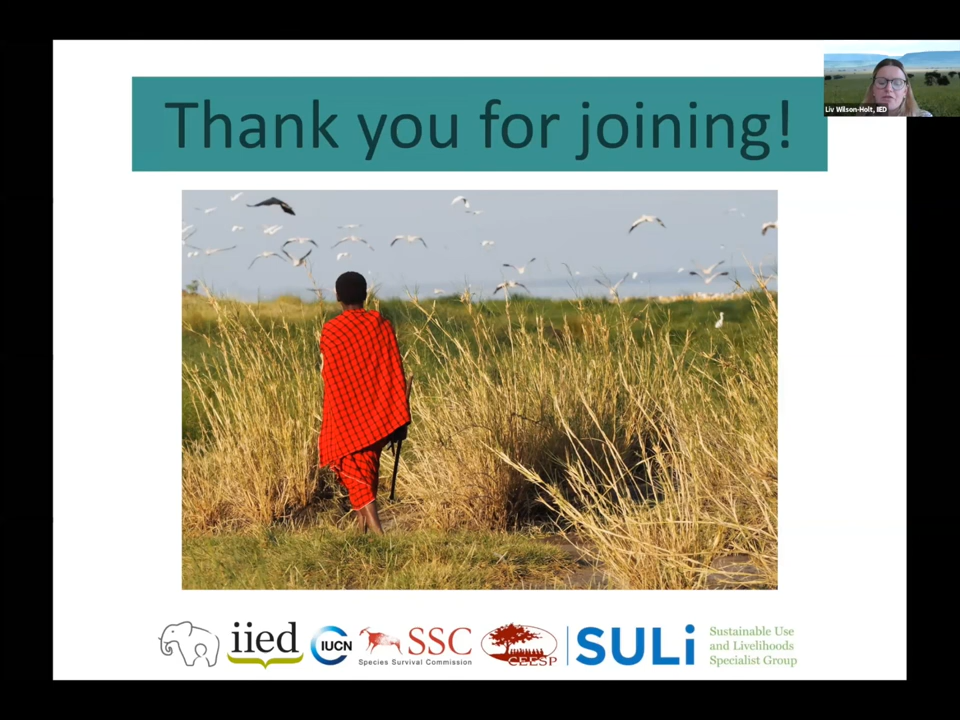 Thank you for joining!
Liv Wilson-Holt, IIED
iied
IUCN
SSC
Species Survival Commission
CEESP
SULi
Sustainable Use
and Livelihoods
Specialist Group